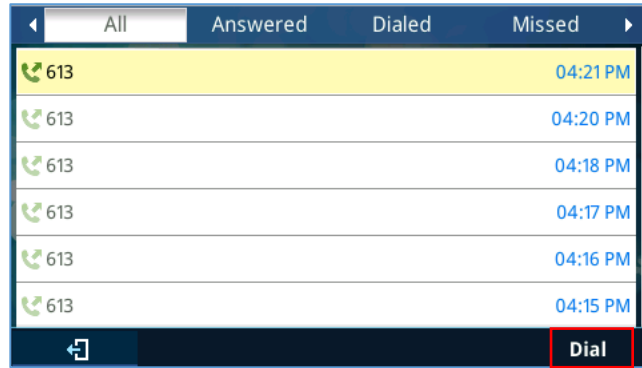 All Answered Dialed Missed
613 04:21 PM
613 04:20 PM
613 04:18 PM
613 04:17 PM
613 04:16 PM
613 04:15 PM
Dial